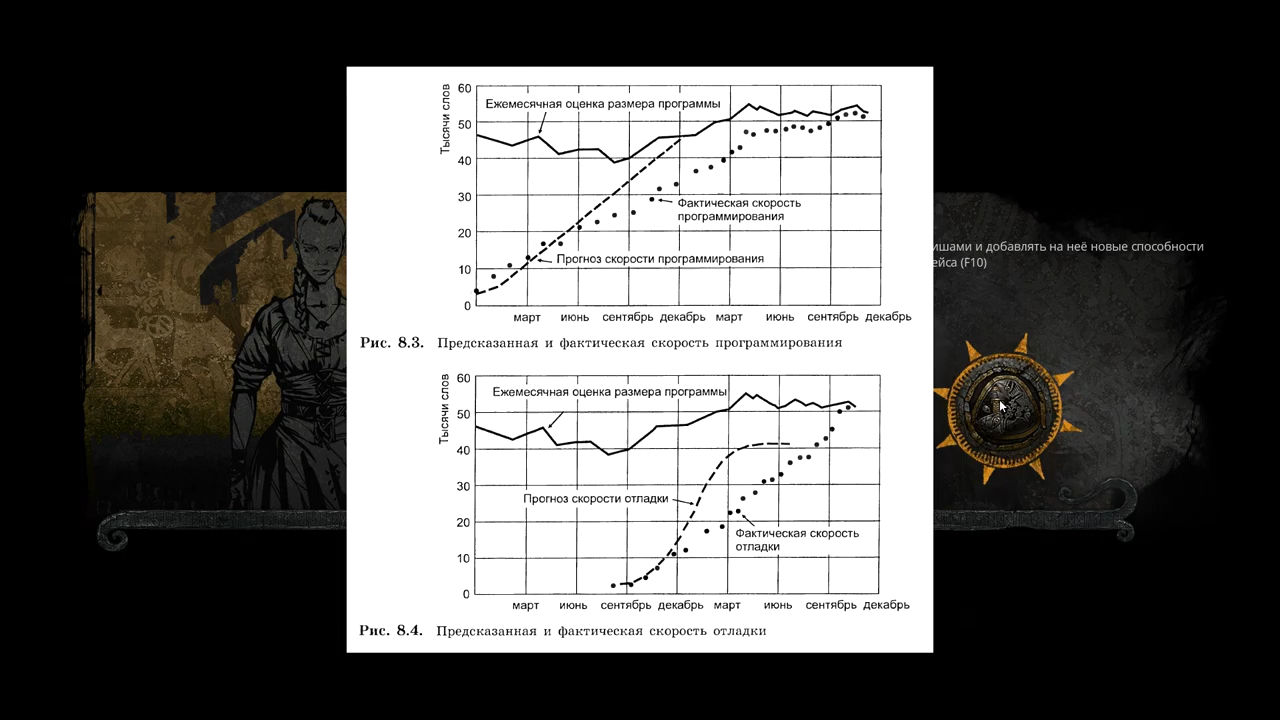 Тысячи слов
60
50
40
30
20
10
0
Ежемесячная оценка размера программы
Фактическая скорость
программирования
Прогноз скорости программирования
март июнь сентябрь декабрь март июнь сентябрь декабрь
Рис. 8.3. Предсказанная и фактическая скорость программирования
Тысячи слов
60
50
40
30
20
10
0
Ежемесячная оценка размера программы
Прогноз скорости отладки
Фактическая скорость
отладки
март июнь сентябрь декабрь март июнь сентябрь декабрь
Рис. 8.4. Предсказанная и фактическая скорость отладки
и добавлять на неё новые способности
(F10)